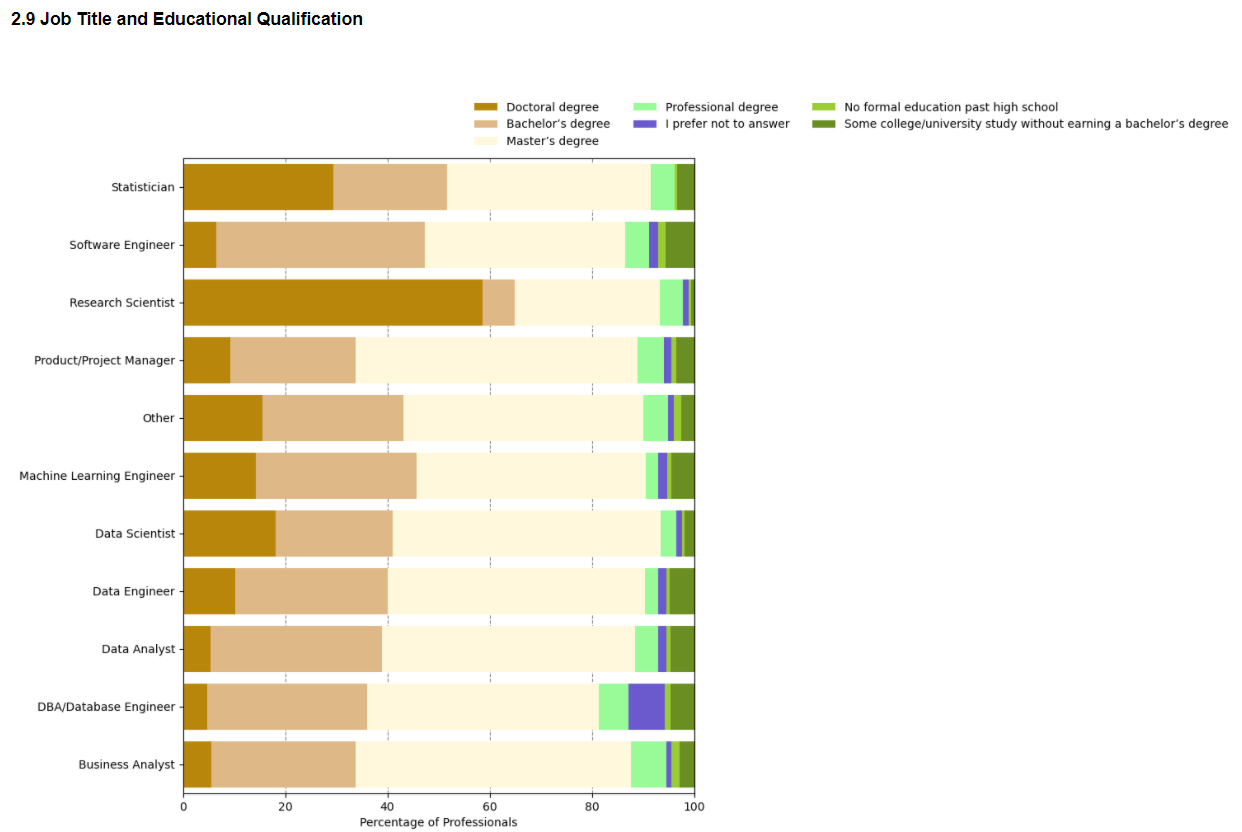 2.9 Job Title and Educational Qualification
Doctoral degree
Bachelor’s degree
Master’s degree
Professional degree
I prefer not to answer
No formal education past high school
Some college/university study without earning a bachelor’s degree
Statistician
Software Engineer
Research Scientist
Product/Project Manager
Other
Machine Learning Engineer
Data Scientist
Data Engineer
Data Analyst
DBA/Database Engineer
Business Analyst
0 20 40 60 80 100
Percentage of Professionals